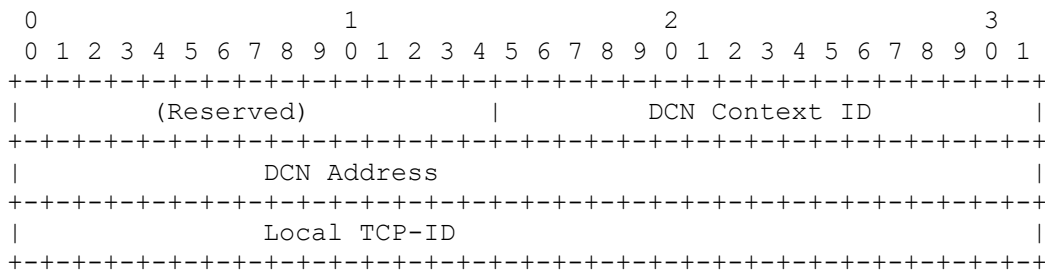 0                   1                   2                   3
 0 1 2 3 4 5 6 7 8 9 0 1 2 3 4 5 6 7 8 9 0 1 2 3 4 5 6 7 8 9 0 1
+-+-+-+-+-+-+-+-+-+-+-+-+-+-+-+-+-+-+-+-+-+-+-+-+-+-+-+-+-+-+-+-+
|        (Reserved)           |         DCN Context ID          |
+-+-+-+-+-+-+-+-+-+-+-+-+-+-+-+-+-+-+-+-+-+-+-+-+-+-+-+-+-+-+-+-+
|               DCN Address                                     |
+-+-+-+-+-+-+-+-+-+-+-+-+-+-+-+-+-+-+-+-+-+-+-+-+-+-+-+-+-+-+-+-+
|               Local TCP-ID                                    |
+-+-+-+-+-+-+-+-+-+-+-+-+-+-+-+-+-+-+-+-+-+-+-+-+-+-+-+-+-+-+-+-+